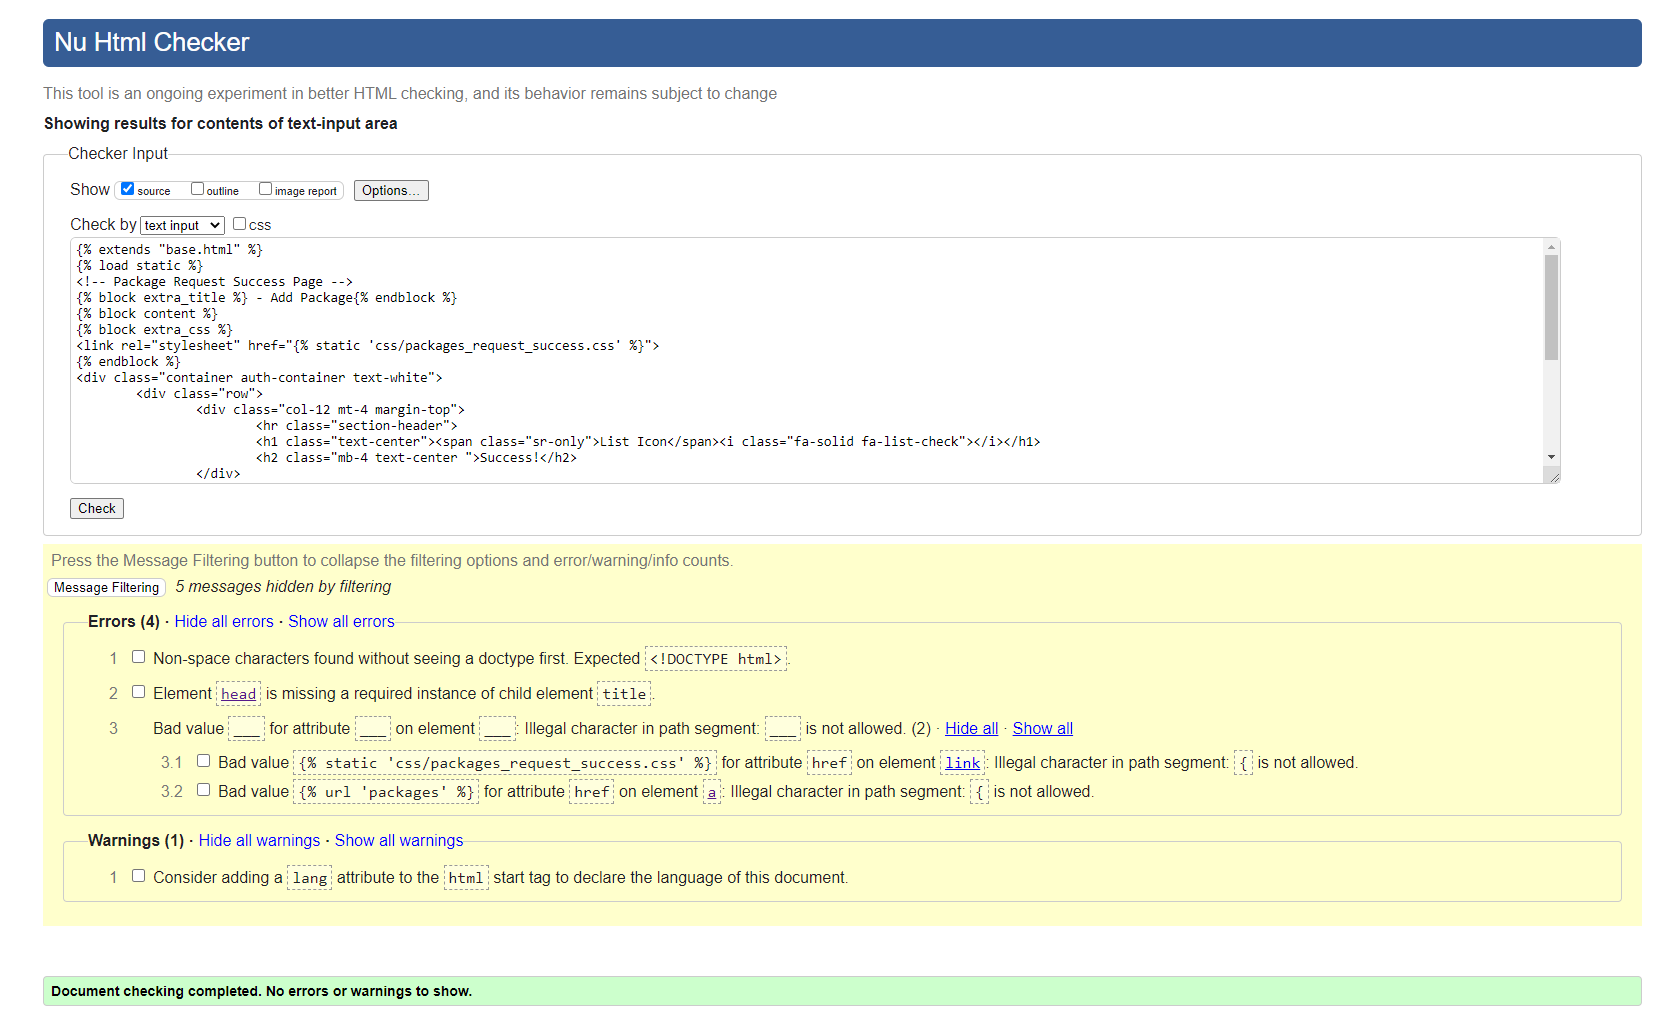 Nu Html Checker
This tool is an ongoing experiment in better HTML checking, and its behavior remains subject to change
Showing results for contents of text-input area
Checker Input
Show source outline image report Options...
Check by text input css
{% extends "base.html" %}
{% load static %}
<!-- Package Request Success Page -->
{% block extra_title %} - Add Package{% endblock %}
{% block content %}
{% block extra_css %}
<link rel="stylesheet" href="{% static 'css/packages_request_success.css' %}">
{% endblock %}
<div class="container auth-container text-white">
<div class="row">
<div class="col-12 mt-4 margin-top">
<hr class="section-header">
<h1 class="text-center"><span class="sr-only">List Icon</span><i class="fa-solid fa-list-check"></i></h1>
<h2 class="mb-4 text-center ">Success!</h2>
</div>
Check
Press the Message Filtering button to collapse the filtering options and error/warning/info counts.
Message Filtering 5 messages hidden by filtering
Errors (4) · Hide all errors · Show all errors
1 Non-space characters found without seeing a doctype first. Expected <!DOCTYPE html>.
2 Element head is missing a required instance of child element title.
3 Bad value ___ for attribute ___ on element ___: Illegal character in path segment: ___ is not allowed. (2) · Hide all · Show all
3.1 Bad value {% static 'css/packages_request_success.css' %} for attribute href on element link: Illegal character in path segment: { is not allowed.
3.2 Bad value {% url 'packages' %} for attribute href on element a: Illegal character in path segment: { is not allowed.
Warnings (1) · Hide all warnings · Show all warnings
1 Consider adding a lang attribute to the html start tag to declare the language of this document.
Document checking completed. No errors or warnings to show.